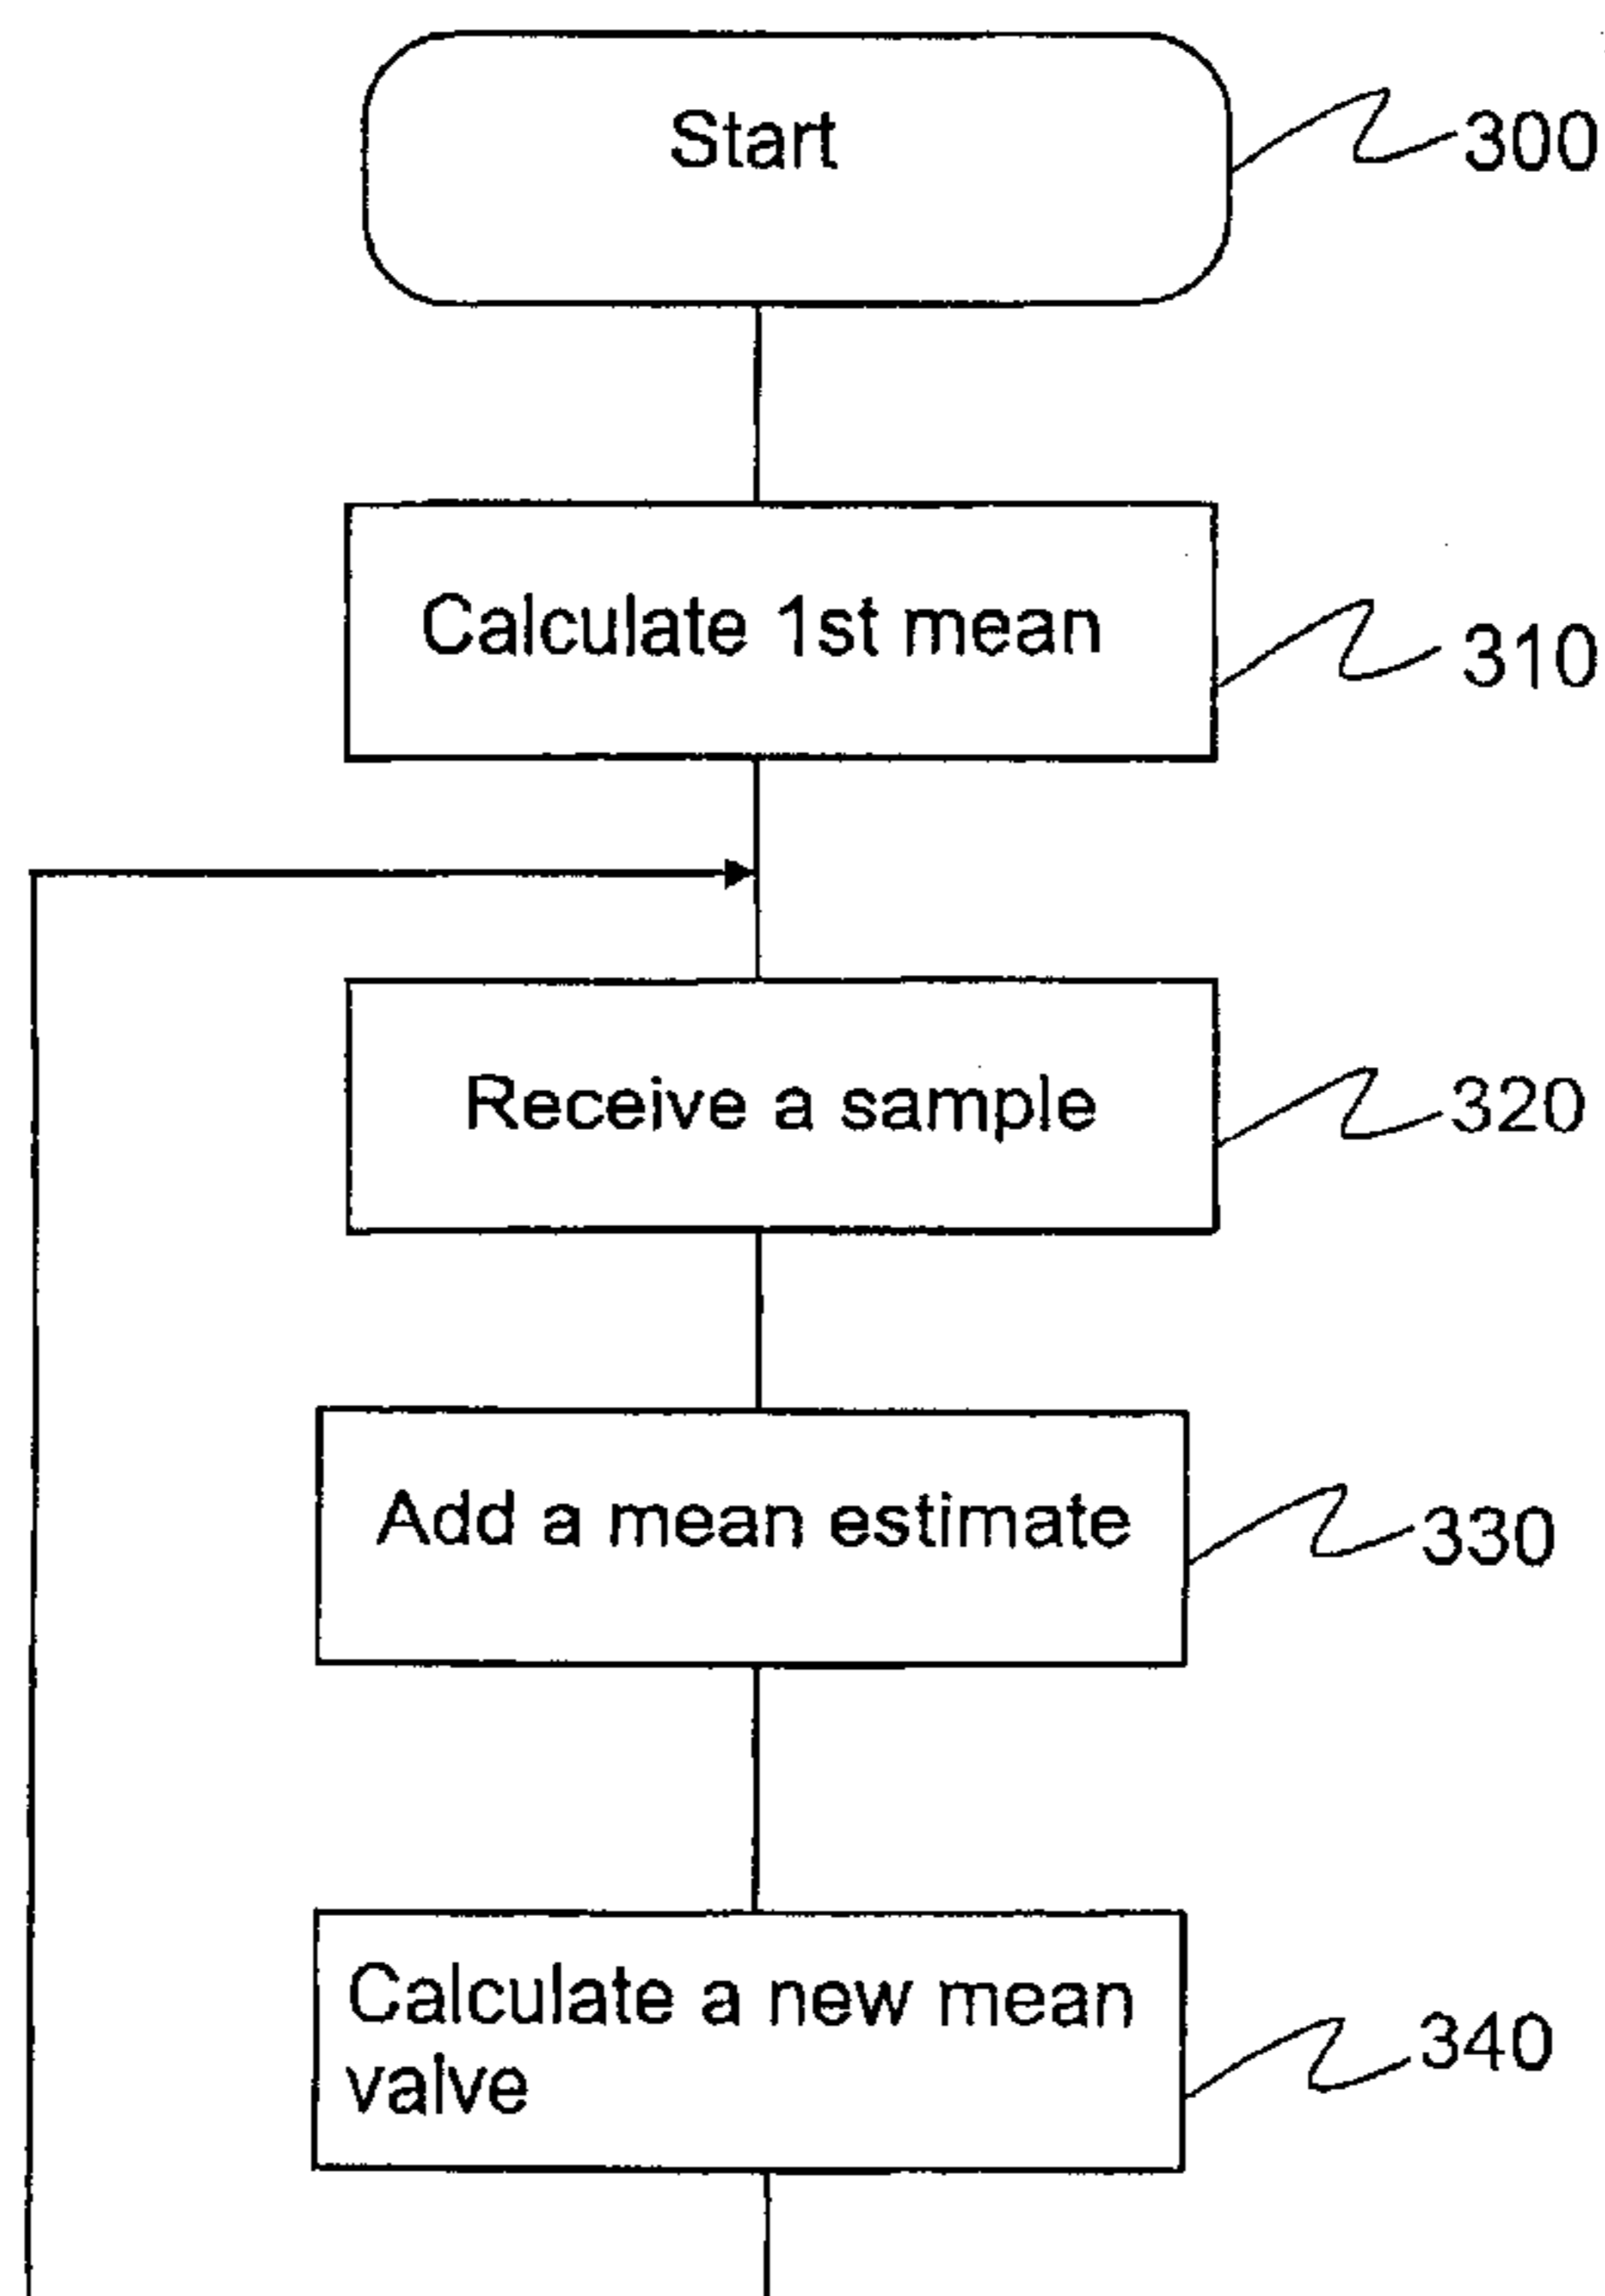 Start
300
Calculate 1st mean
310
Receive a sample
320
Add a mean estimate
330
Calculate a new mean
valve
340